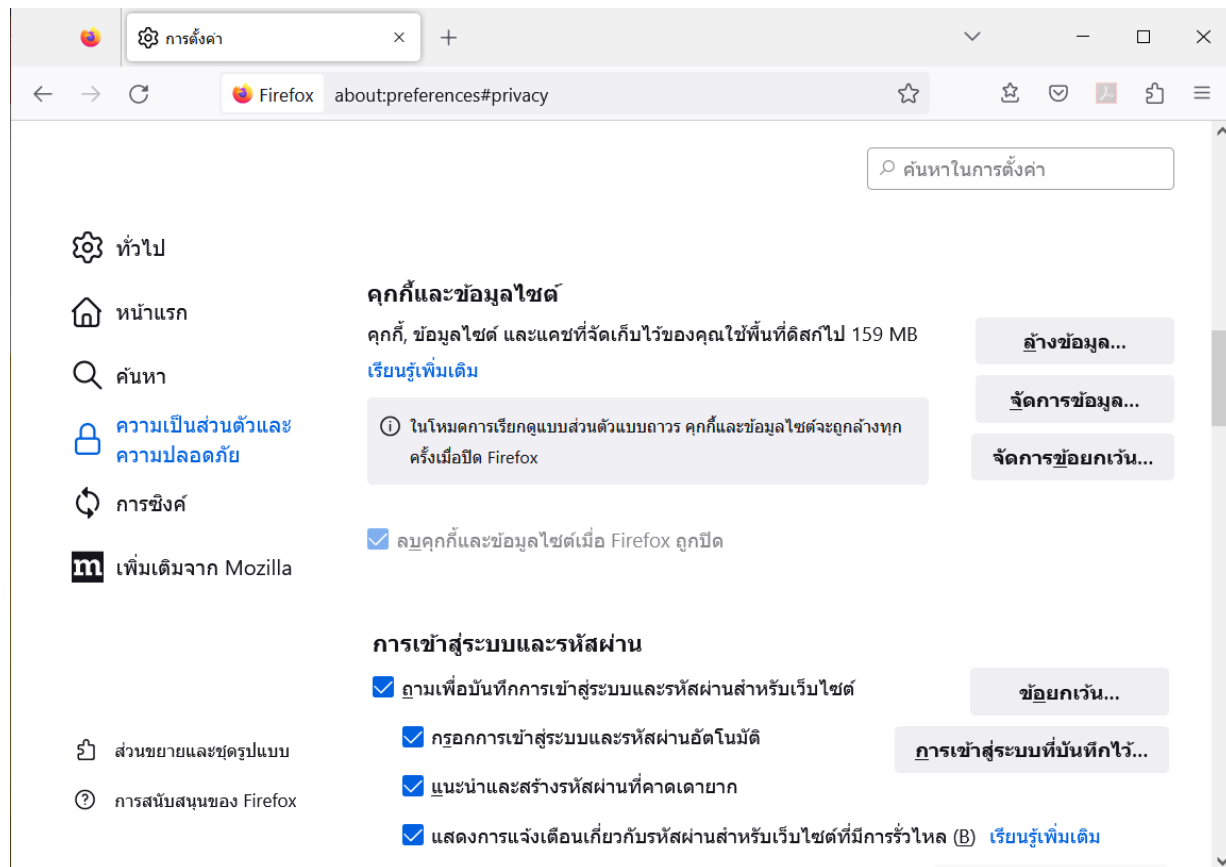 การตั้งค่า
Firefox about:preferences#privacy
ค้นหาในการตั้งค่า
ทั่วไป
หน้าแรก
ค้นหา
ความเป็นส่วนตัวและ
ความปลอดภัย
การซิงค์
m เพิ่มเติมจาก Mozilla
ส่วนขยายและชุดรูปแบบ
การสนับสนุนของ Firefox
คุกกี้และข้อมูลไซต์
คุกกี้, ข้อมูลไซต์ และแคชที่จัดเก็บไว้ของคุณใช้พื้นที่ดิสก์ไป 159 MB
เรียนรู้เพิ่มเติม
ล้างข้อมูล...
จัดการข้อมูล...
จัดการข้อยกเว้น...
ในโหมดการเรียกดูแบบส่วนตัวแบบถาวร คุกกี้และข้อมูลไซต์จะถูกล้างทุก
ครั้งเมื่อปิด Firefox
ลบคุกกี้และข้อมูลไซต์เมื่อ Firefox ถูกปิด
การเข้าสู่ระบบและรหัสผ่าน
ถามเพื่อบันทึกการเข้าสู่ระบบและรหัสผ่านสำหรับเว็บไซต์
ข้อยกเว้น...
กรอกการเข้าสู่ระบบและรหัสผ่านอัตโนมัติ
การเข้าสู่ระบบที่บันทึกไว้...
แนะนำและสร้างรหัสผ่านที่คาดเดายาก
แสดงการแจ้งเตือนเกี่ยวกับรหัสผ่านสำหรับเว็บไซต์ที่มีการรั่วไหล (B) เรียนรู้เพิ่มเติม